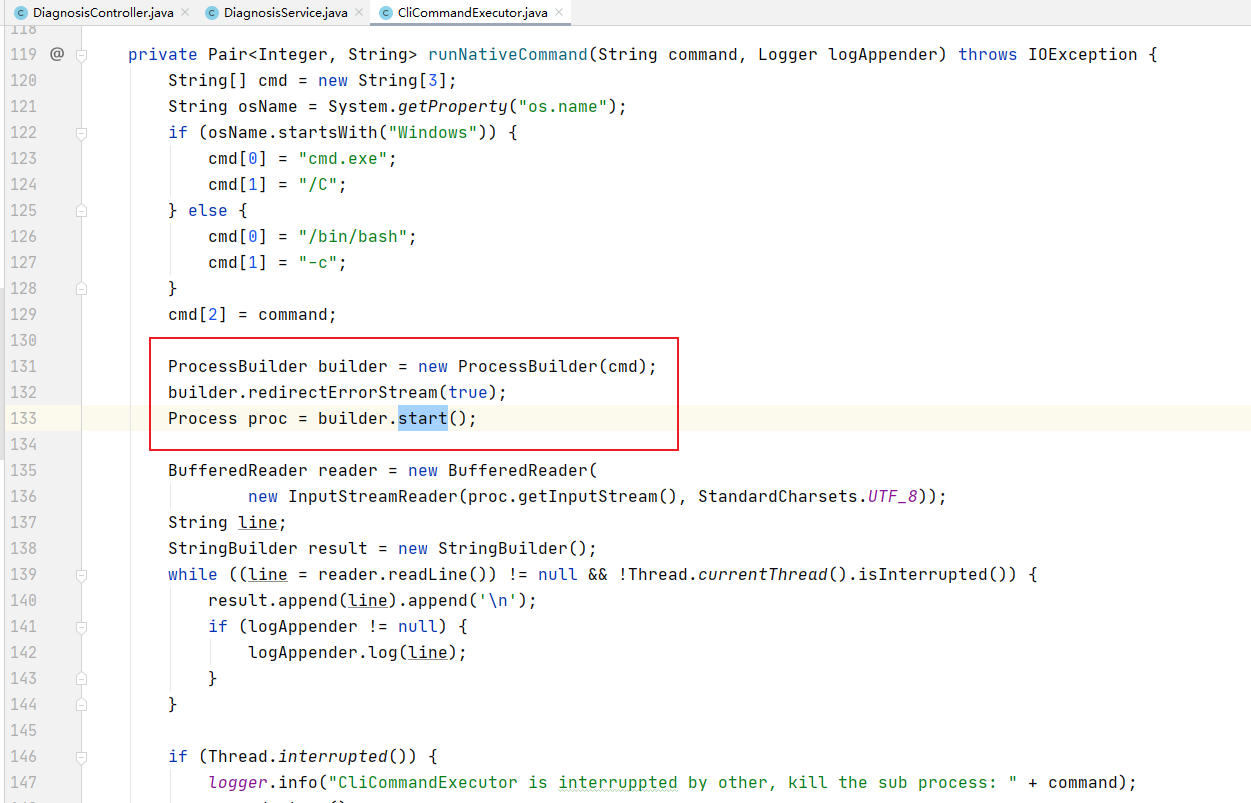 DiagnosisController.java × DiagnosisService.java × CliCommandExecutor.java ×
118
119 @ private Pair<Integer, String> runNativeCommand(String command, Logger logAppender) throws IOException {
120 String[] cmd = new String[3];
121 String osName = System.getProperty("os.name");
122 if (osName.startsWith("Windows")) {
123 cmd[0] = "cmd.exe";
124 cmd[1] = "/C";
125 } else {
126 cmd[0] = "/bin/bash";
127 cmd[1] = "-c";
128 }
129 cmd[2] = command;
130
131 ProcessBuilder builder = new ProcessBuilder(cmd);
132 builder.redirectErrorStream(true);
133 Process proc = builder.start();
134
135 BufferedReader reader = new BufferedReader(
136 new InputStreamReader(proc.getInputStream(), StandardCharsets.UTF_8));
137 String line;
138 StringBuilder result = new StringBuilder();
139 while ((line = reader.readLine()) != null && !Thread.currentThread().isInterrupted()) {
140 result.append(line).append('\n');
141 if (logAppender != null) {
142 logAppender.log(line);
143 }
144 }
145
146 if (Thread.interrupted()) {
147 logger.info("CliCommandExecutor is interruppted by other, kill the sub process: " + command);